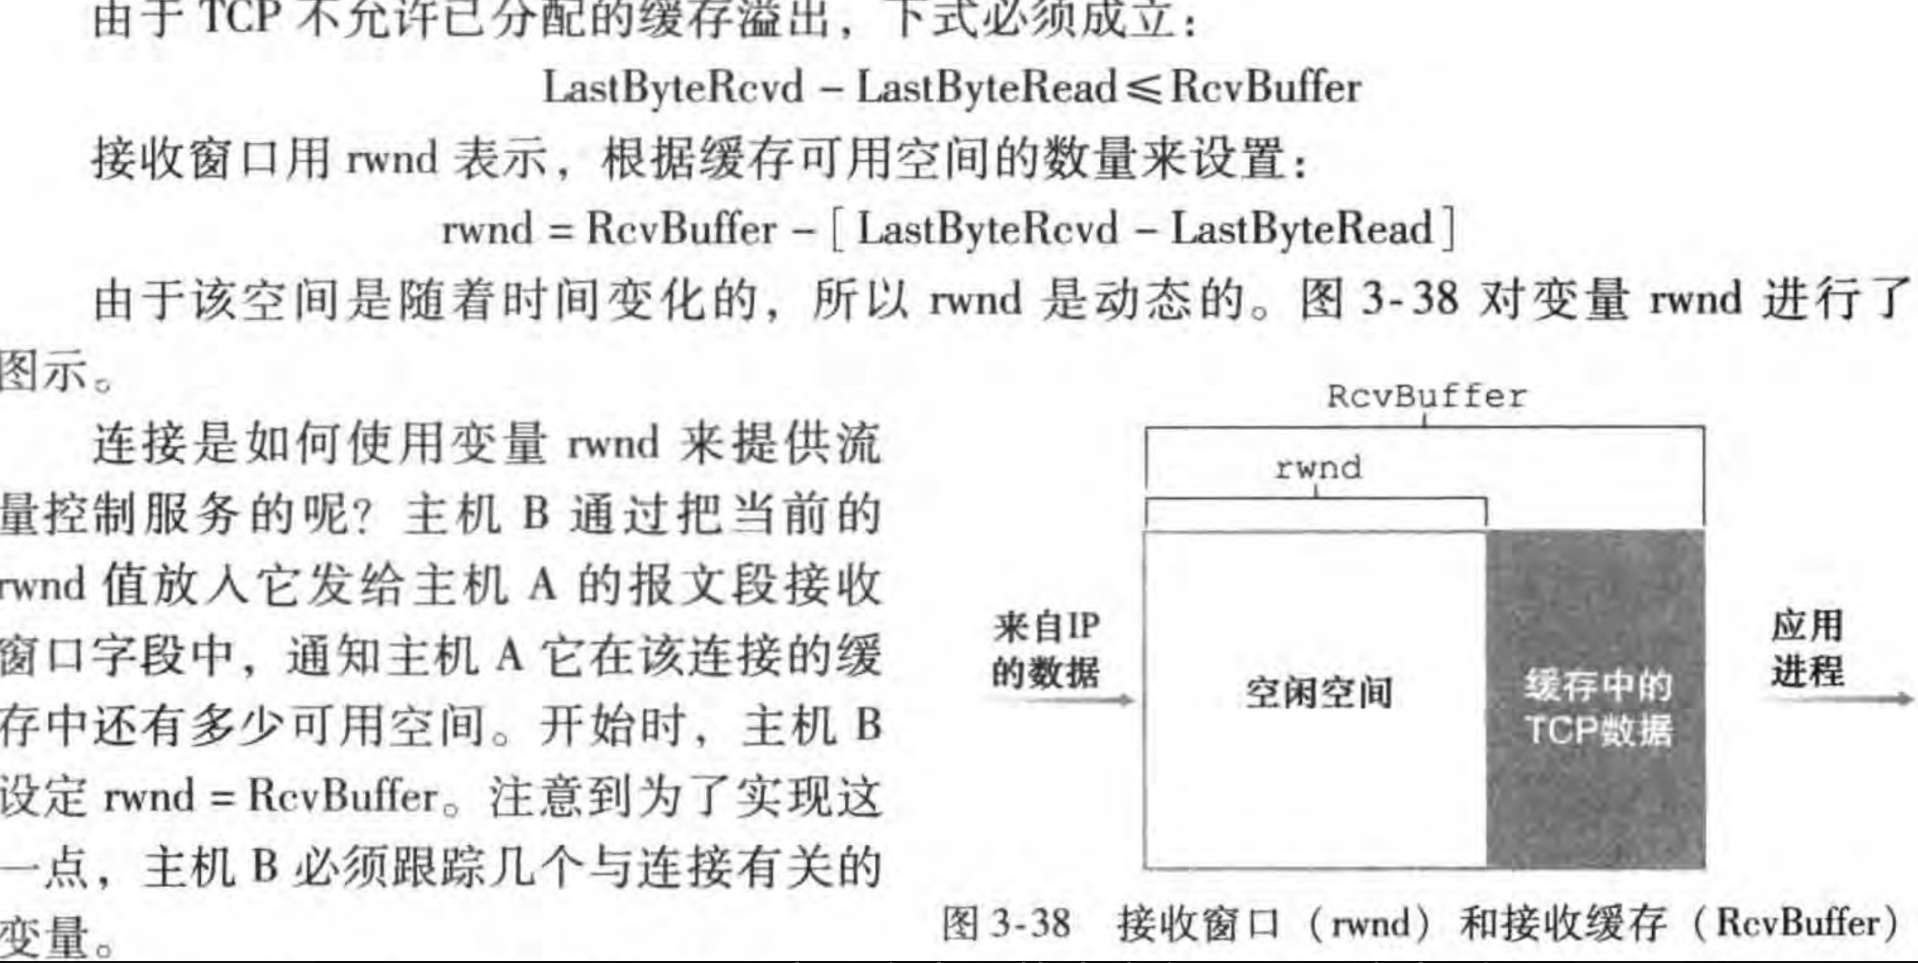 由于 TCP 不允许已分配的缓存溢出，下式必须成立：
LastByteRcvd – LastByteRead≤RcvBuffer
接收窗口用 rwnd 表示，根据缓存可用空间的数量来设置：
rwnd = RcvBuffer – [ LastByteRcvd – LastByteRead ]
由于该空间是随着时间变化的，所以 rwnd 是动态的。图 3-38 对变量 rwnd 进行了
图示。
连接是如何使用变量 rwnd 来提供流
量控制服务的呢？主机 B 通过把当前的
rwnd 值放入它发给主机 A 的报文段接收
窗口字段中，通知主机 A 它在该连接的缓
存中还有多少可用空间。开始时，主机 B
设定 rwnd = RcvBuffer。注意到为了实现这
一点，主机 B 必须跟踪几个与连接有关的
变量。
RcvBuffer
rwnd
来自IP
的数据
空闲空间
缓存中的
TCP数据
应用
进程
图 3-38 接收窗口（rwnd）和接收缓存（RcvBuffer）